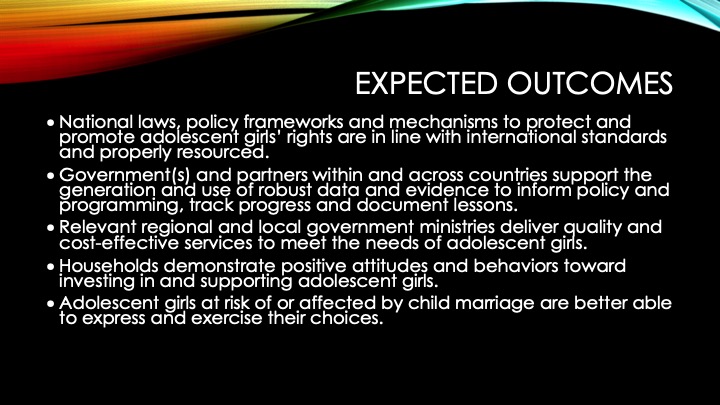 EXPECTED OUTCOMES
• National laws, policy frameworks and mechanisms to protect and
promote adolescent girls' rights are in line with international standards
and properly resourced.
• Government(s) and partners within and across countries support the
generation and use of robust data and evidence to inform policy and
programming, track progress and document lessons.
• Relevant regional and local government ministries deliver quality and
cost-effective services to meet the needs of adolescent girls.
• Households demonstrate positive attitudes and behaviors toward
investing in and supporting adolescent girls.
• Adolescent girls at risk of or affected by child marriage are better able
to express and exercise their choices.